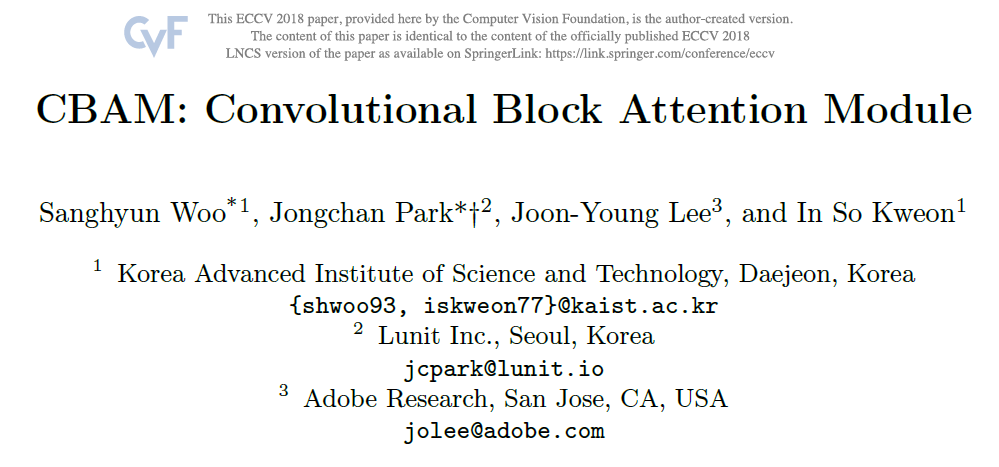 CVF
This ECCV 2018 paper, provided here by the Computer Vision Foundation, is the author-created version.
The content of this paper is identical to the content of the officially published ECCV 2018
LNCS version of the paper as available on SpringerLink: https://link.springer.com/conference/eccv
CBAM: Convolutional Block Attention Module
Sanghyun Woo*1, Jongchan Park*†2, Joon-Young Lee3, and In So Kweon1
1 Korea Advanced Institute of Science and Technology, Daejeon, Korea
{shwoo93, iskweon77}@kaist.ac.kr
2 Lunit Inc., Seoul, Korea
jcpark@lunit.io
3 Adobe Research, San Jose, CA, USA
jolee@adobe.com